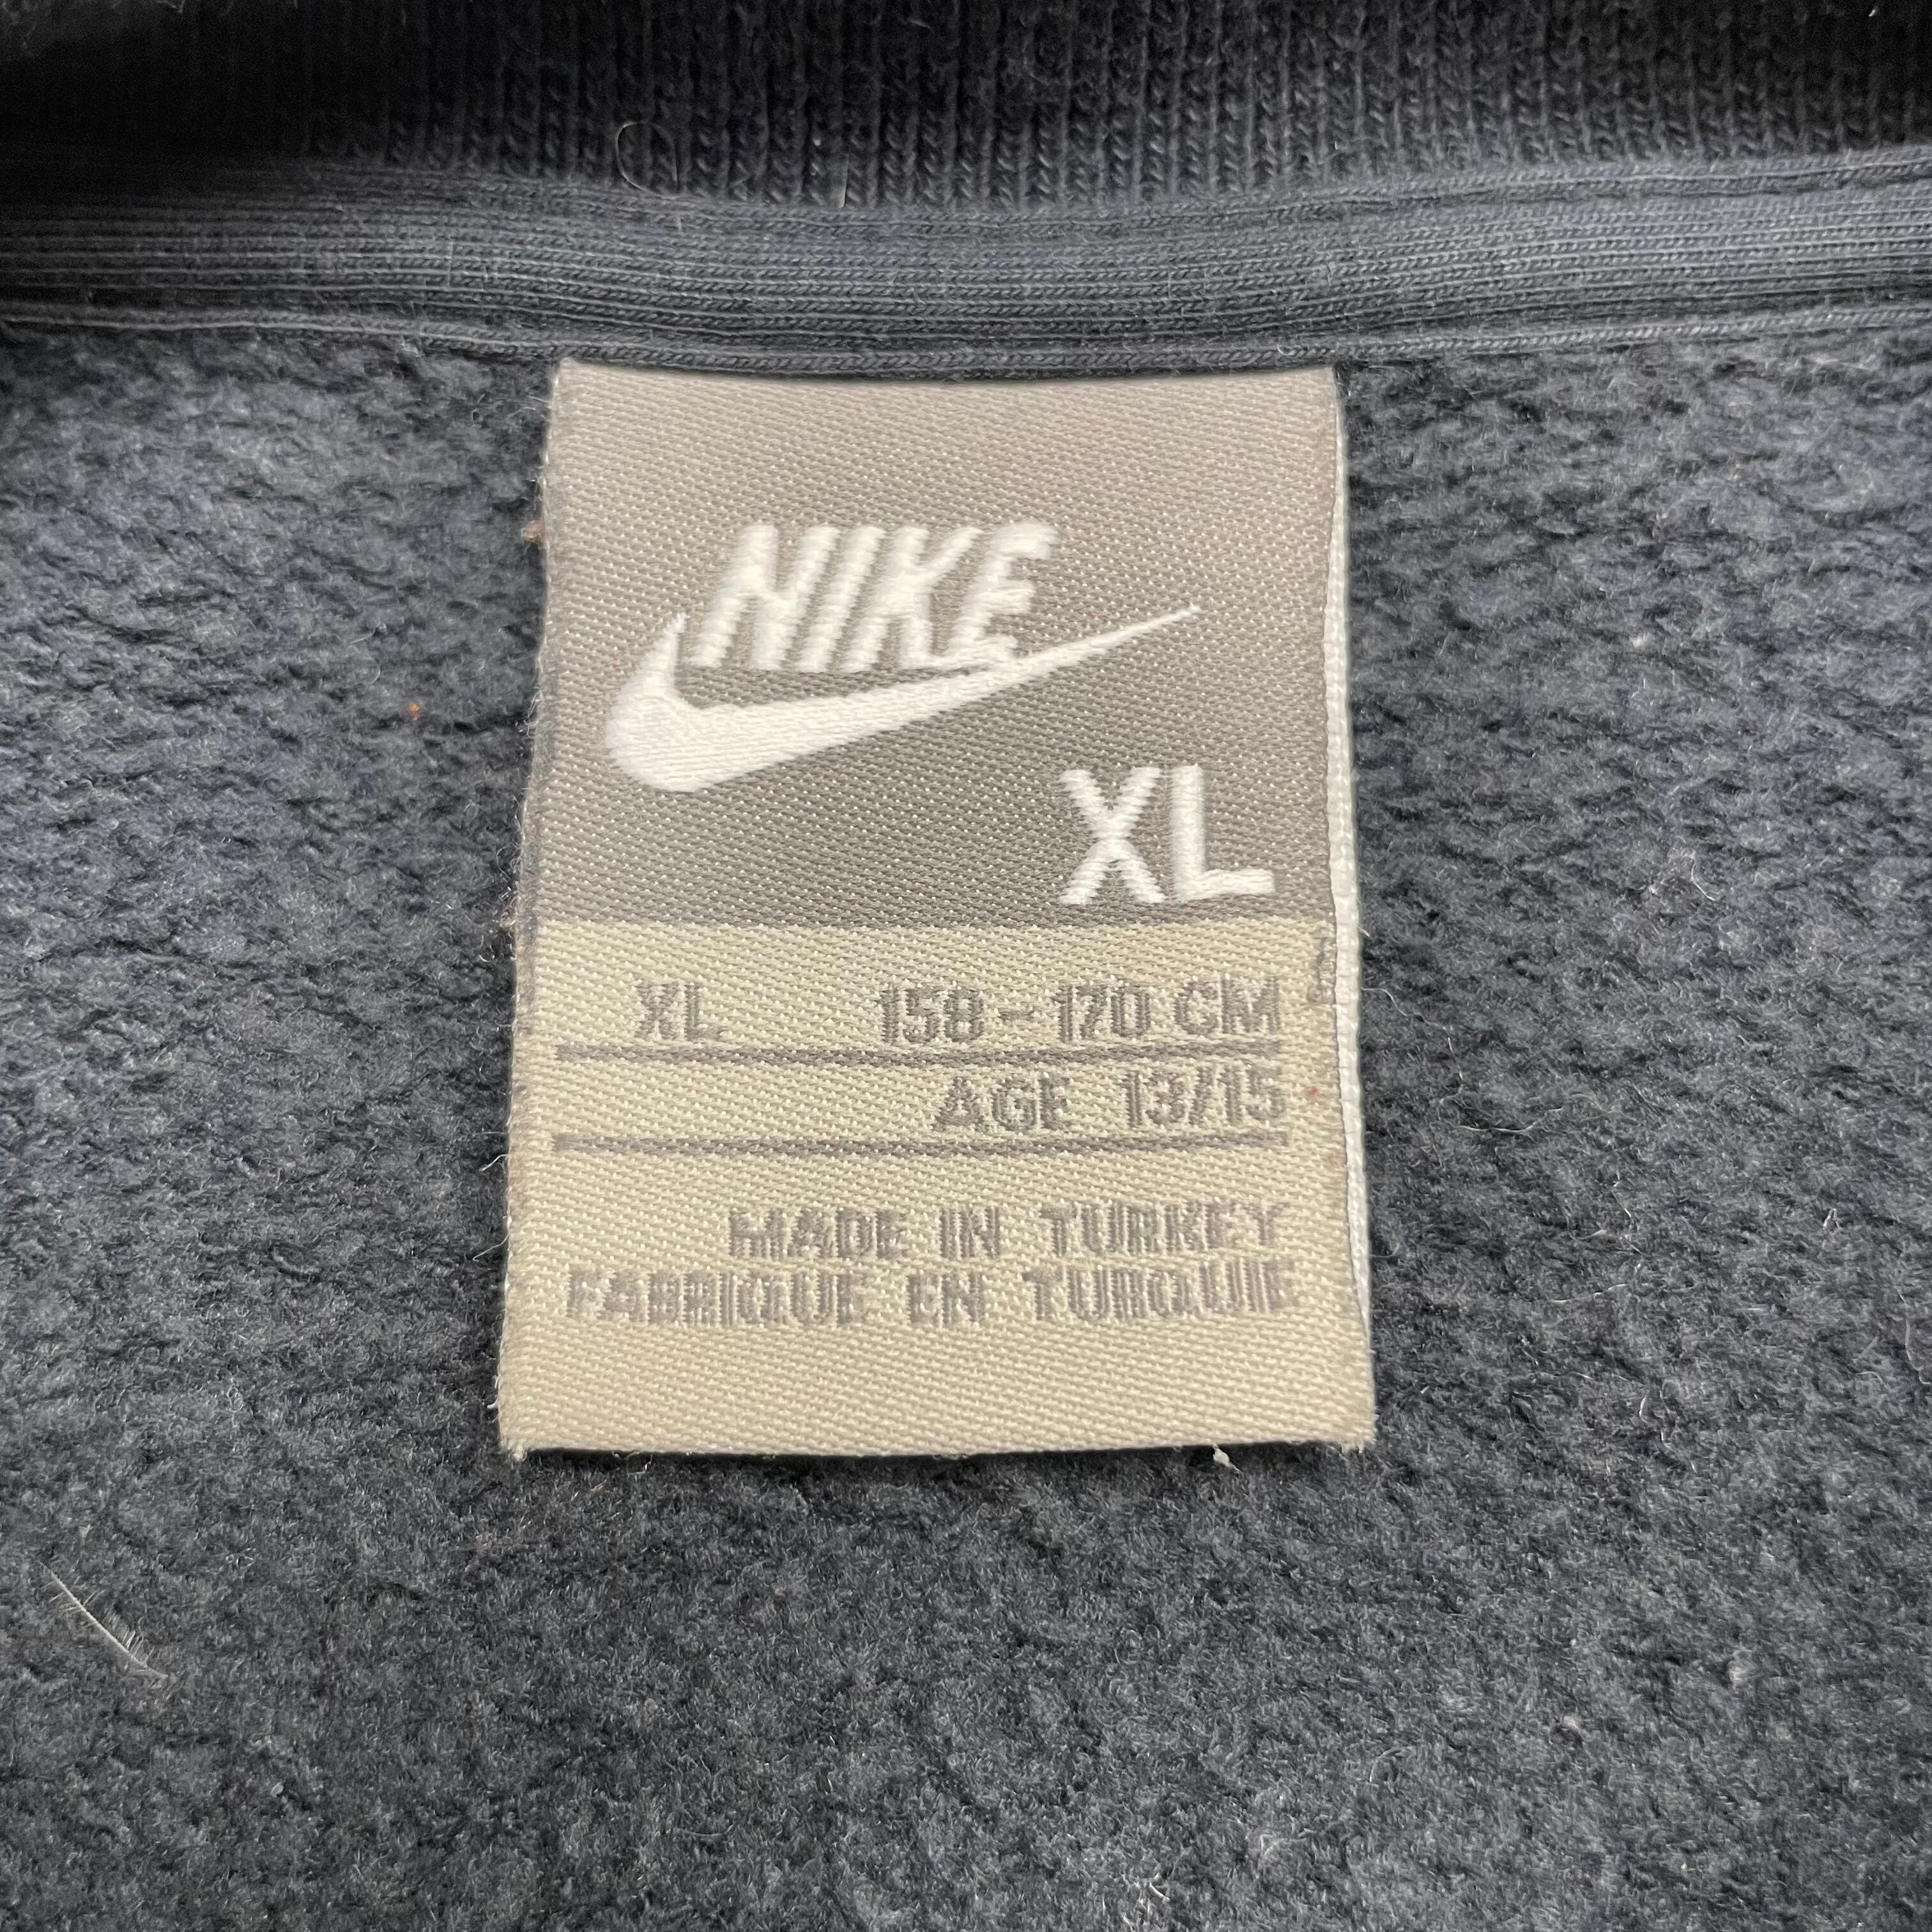 NIKE
XL
XL 158 - 170 CM
AGE 13/15
MADE IN TURKEY
FABRIQUE EN TURQUIE